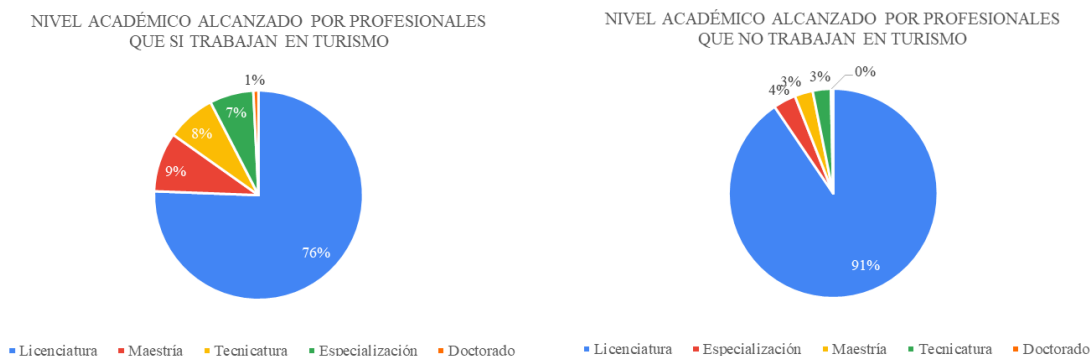 NIVEL ACADÉMICO ALCANZADO POR PROFESIONALES
QUE SI TRABAJAN EN TURISMO
1%
7%
8%
9%
76%
Licenciatura Maestría Tecnicatura Especialización Doctorado
NIVEL ACADÉMICO ALCANZADO POR PROFESIONALES
QUE NO TRABAJAN EN TURISMO
0%
3%
3%
4%
91%
Licenciatura Especialización Maestría Tecnicatura Doctorado